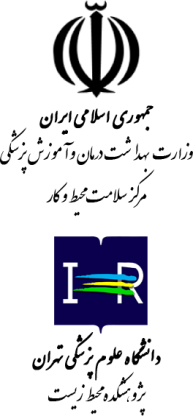 جمهوری اسلامی ایران
وزارت بهداشت درمان و آموزش پزشکی
مرکز سلامت محیط و کار
IR
دانشگاه علوم پزشکی تهران
پژوهشکده محیط زیست